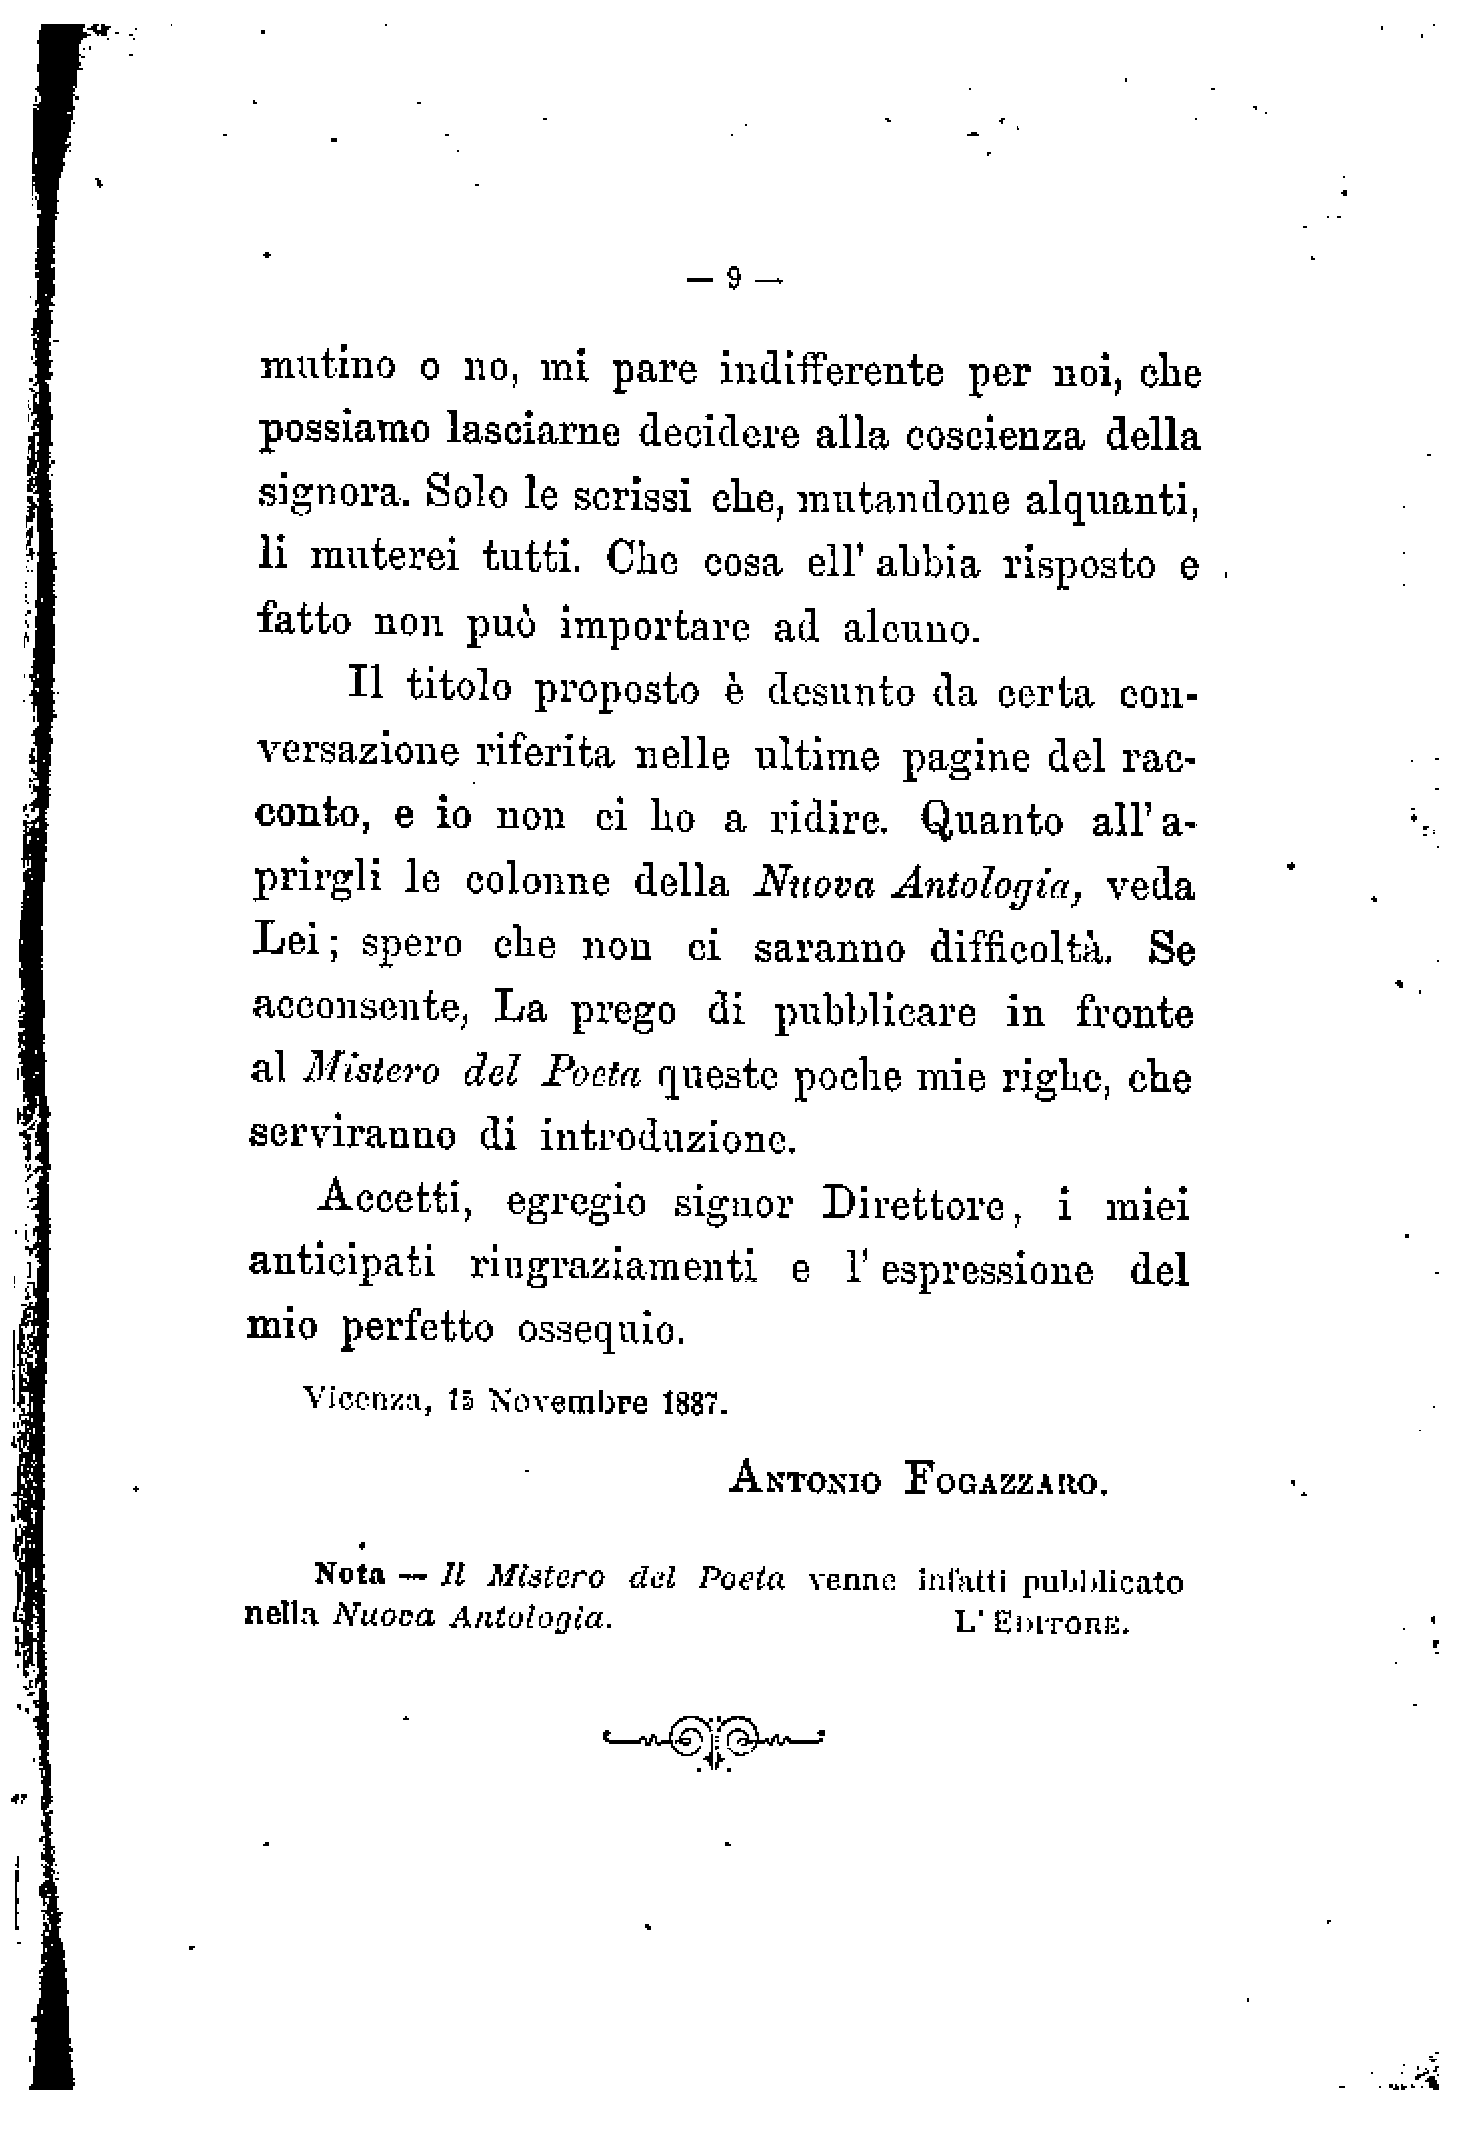 — 9 —
mutino o no, mi pare indifferente per noi, che
possiamo lasciarne decidere alla coscienza della
signora. Solo le scrissi che, mutandone alquanti,
li muterei tutti. Che cosa ell' abbia risposto e
fatto non può importare ad alcuno.
Il titolo proposto è desunto da certa con-
versazione riferita nelle ultime pagine del rac-
conto, e io non ci ho a ridire. Quanto all' a-
prirgli le colonne della Nuova Antologia, veda
Lei; spero che non ci saranno difficoltà. Se
acconsente, La prego di pubblicare in fronte
al Mistero del Poeta queste poche mie righe, che
serviranno di introduzione.
Accetti, egregio signor Direttore, i miei
anticipati ringraziamenti e l' espressione del
mio perfetto ossequio.
Vicenza, 15 Novembre 1887.
ANTONIO FOGAZZARO.
Nota — Il Mistero del Poeta venne infatti pubblicato
nella Nuova Antologia. L' EDITORE.